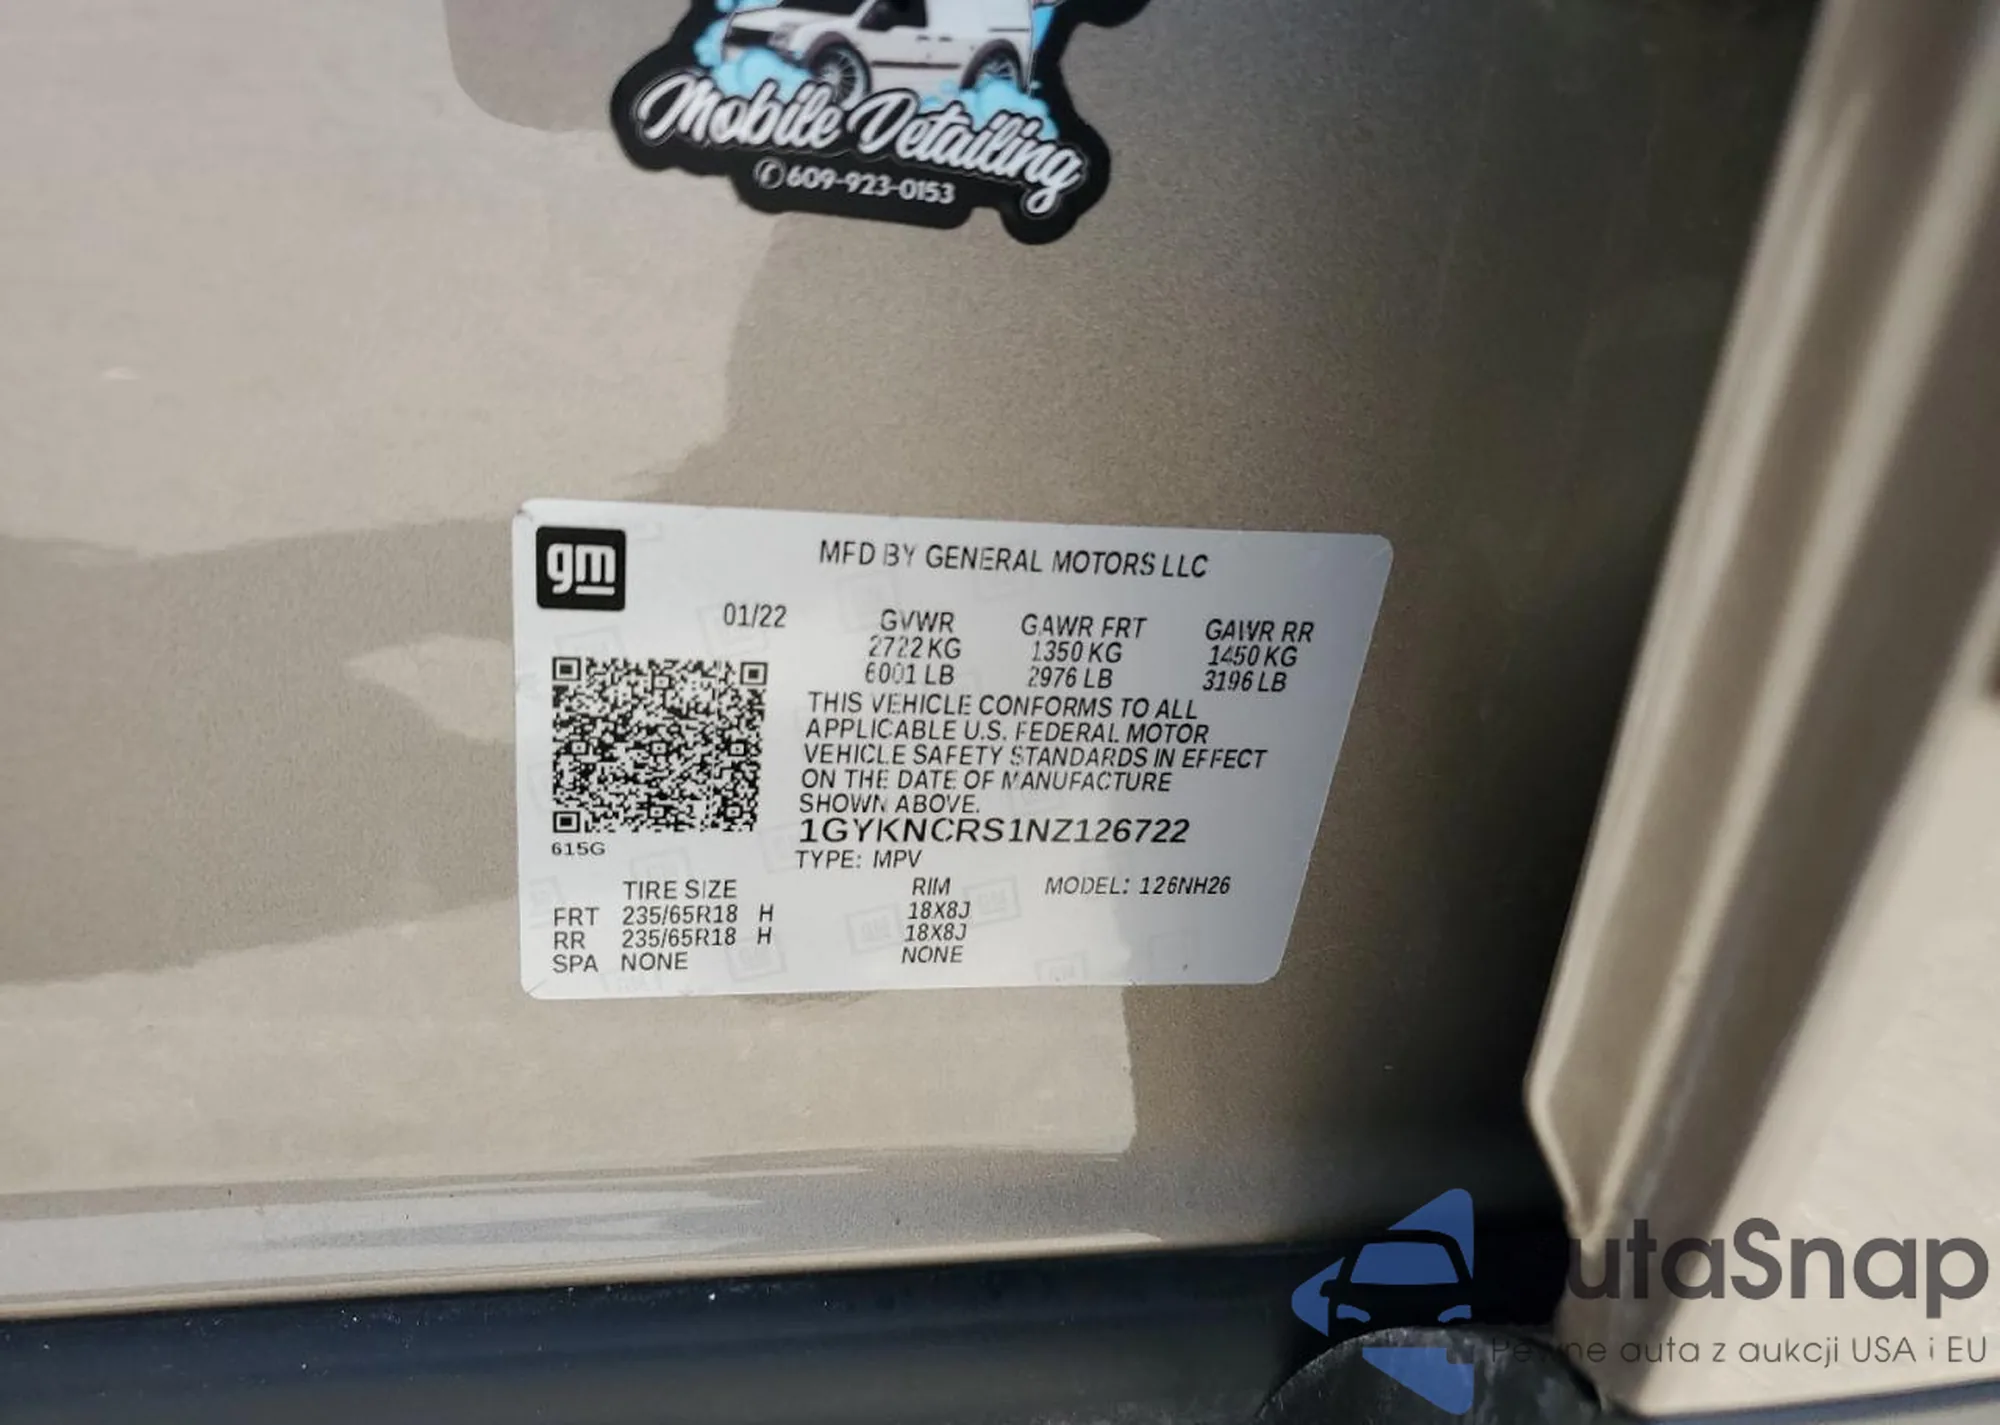 Mobile Detailing
609-923-0153
gm
MFD BY GENERAL MOTORS LLC
01/22 GVWR GAWR FRT GAWR RR
2722 KG 1350 KG 1450 KG
6001 LB 2976 LB 3196 LB
THIS VEHICLE CONFORMS TO ALL
APPLICABLE U.S. FEDERAL MOTOR
VEHICLE SAFETY STANDARDS IN EFFECT
ON THE DATE OF MANUFACTURE
SHOWN ABOVE.
1GYKNCRS1NZ126722
615G
TYPE: MPV
TIRE SIZE RIM MODEL: 126NH26
FRT 235/65R18 H 18X8J
RR 235/65R18 H 18X8J
SPA NONE NONE
AutaSnap
Pewne auta z aukcji USA i EU